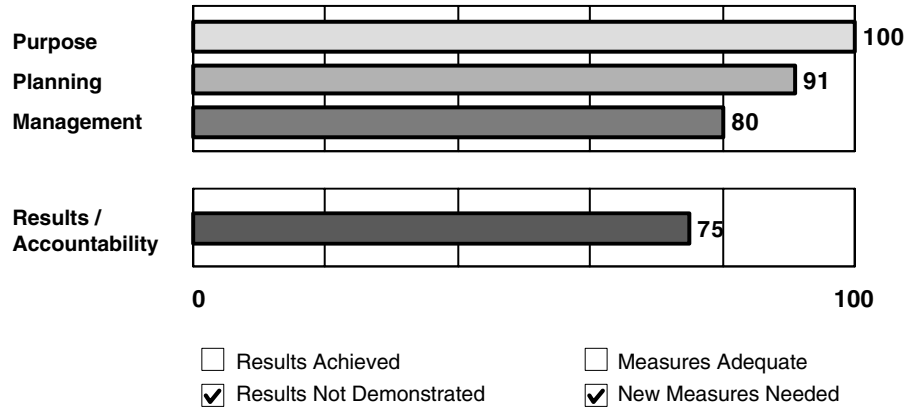 Purpose 100
Planning 91
Management 80
Results /
Accountability 75
0 100
Results Achieved Measures Adequate
Results Not Demonstrated New Measures Needed